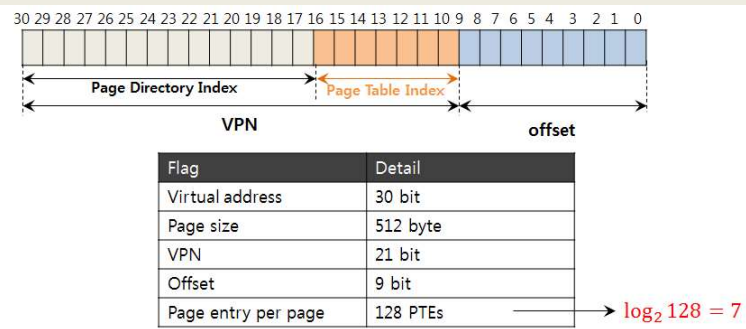 30 29 28 27 26 25 24 23 22 21 20 19 18 17 16 15 14 13 12 11 10 9 8 7 6 5 4 3 2 1 0
Page Directory Index Page Table Index
VPN offset
Flag Detail
Virtual address 30 bit
Page size 512 byte
VPN 21 bit
Offset 9 bit
Page entry per page 128 PTEs log₂ 128 = 7